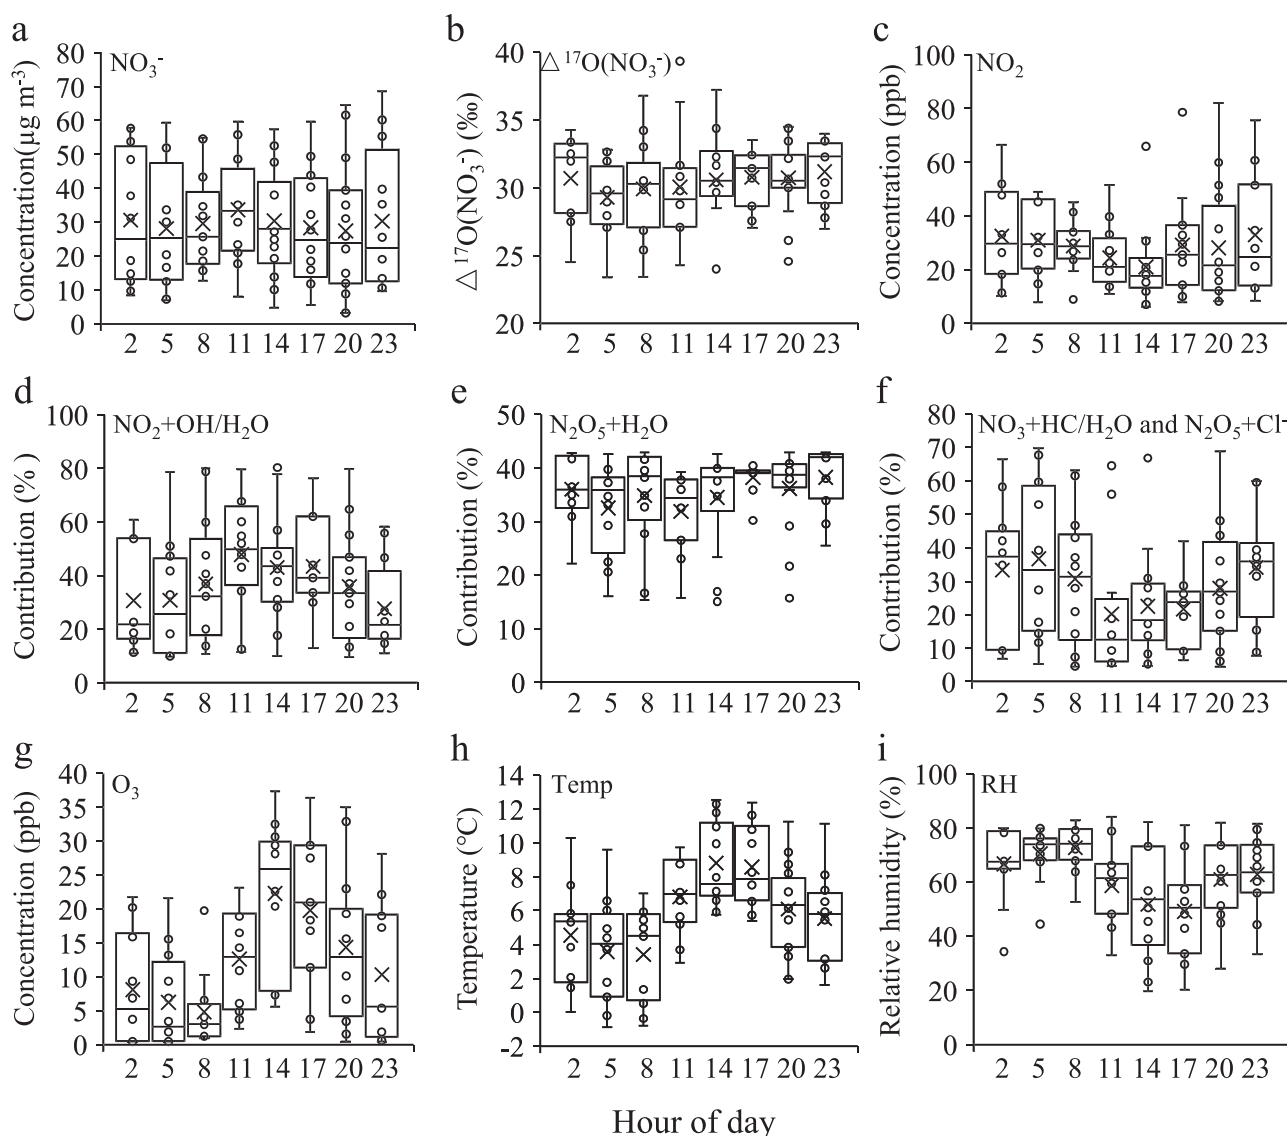 a
b
c
NO₃⁻
△¹⁷O(NO₃⁻)
NO₂
Concentration(μg m⁻³)
80
70
60
50
40
30
20
10
0
△¹⁷O(NO₃⁻) (‰)
40
35
30
25
20
Concentration (ppb)
100
80
60
40
20
0
2 5 8 11 14 17 20 23
2 5 8 11 14 17 20 23
2 5 8 11 14 17 20 23
d
e
f
NO₂+OH/H₂O
N₂O₅+H₂O
NO₃+HC/H₂O and N₂O₅+Cl⁻
Contribution (%)
100
80
60
40
20
0
Contribution (%)
50
40
30
20
10
0
Contribution (%)
80
70
60
50
40
30
20
10
0
2 5 8 11 14 17 20 23
2 5 8 11 14 17 20 23
2 5 8 11 14 17 20 23
g
h
i
O₃
Temp
RH
Concentration (ppb)
40
35
30
25
20
15
10
5
0
Temperature (°C)
14
12
10
8
6
4
2
0
-2
Relative humidity (%)
100
80
60
40
20
0
2 5 8 11 14 17 20 23
2 5 8 11 14 17 20 23
2 5 8 11 14 17 20 23
Hour of day